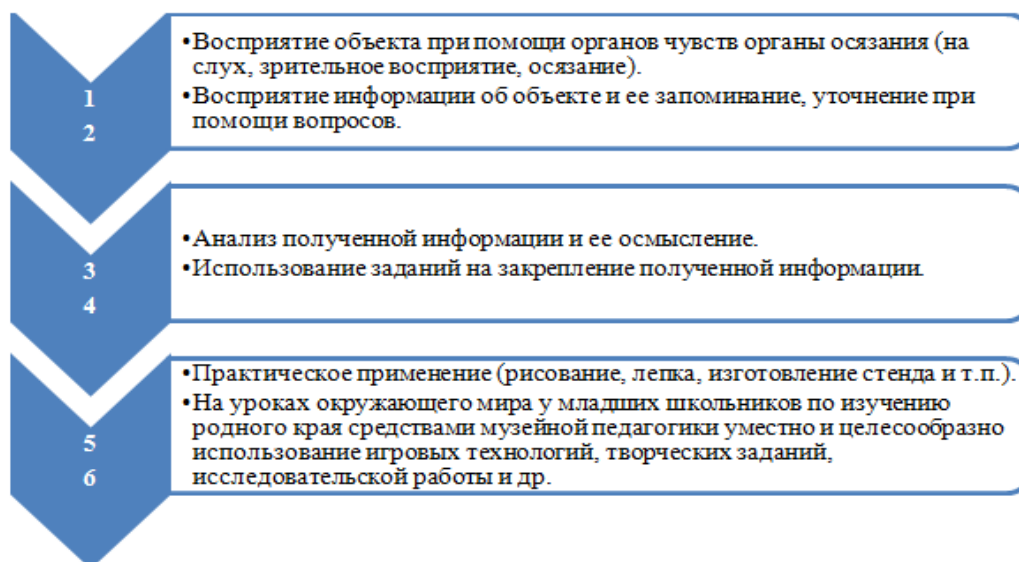 1
2
•Восприятие объекта при помощи органов чувств органы осязания (на
слух, зрительное восприятие, осязание).
•Восприятие информации об объекте и ее запоминание, уточнение при
помощи вопросов.
3
4
•Анализ полученной информации и ее осмысление.
•Использование заданий на закрепление полученной информации.
5
6
•Практическое применение (рисование, лепка, изготовление стенда и т.п.).
•На уроках окружающего мира у младших школьников по изучению
родного края средствами музейной педагогики уместно и целесообразно
использование игровых технологий, творческих заданий,
исследовательской работы и др.